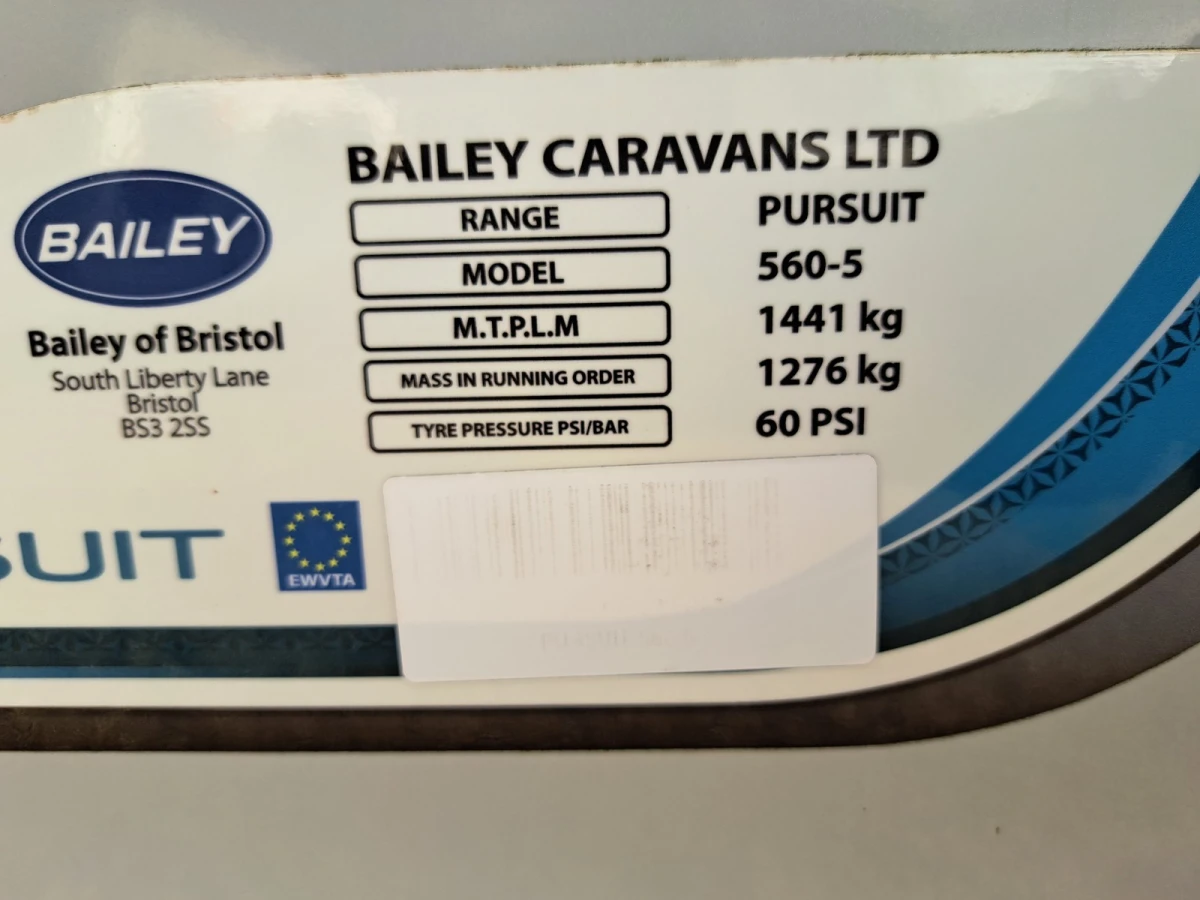 BAILEY CARAVANS LTD
RANGE PURSUIT
MODEL 560-5
M.T.P.L.M 1441 kg
MASS IN RUNNING ORDER 1276 kg
TYRE PRESSURE PSI/BAR 60 PSI
BAILEY
Bailey of Bristol
South Liberty Lane
Bristol
BS3 2SS
SUIT
EWVTA